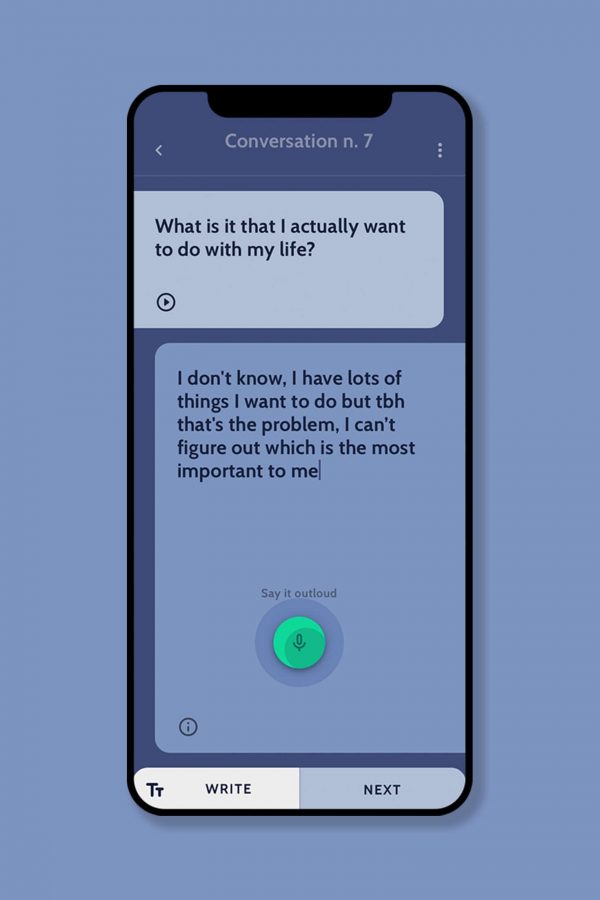 Conversation n. 7
What is it that I actually want
to do with my life?
I don't know, I have lots of
things I want to do but tbh
that's the problem, I can't
figure out which is the most
important to me
Say it outloud
TT WRITE NEXT